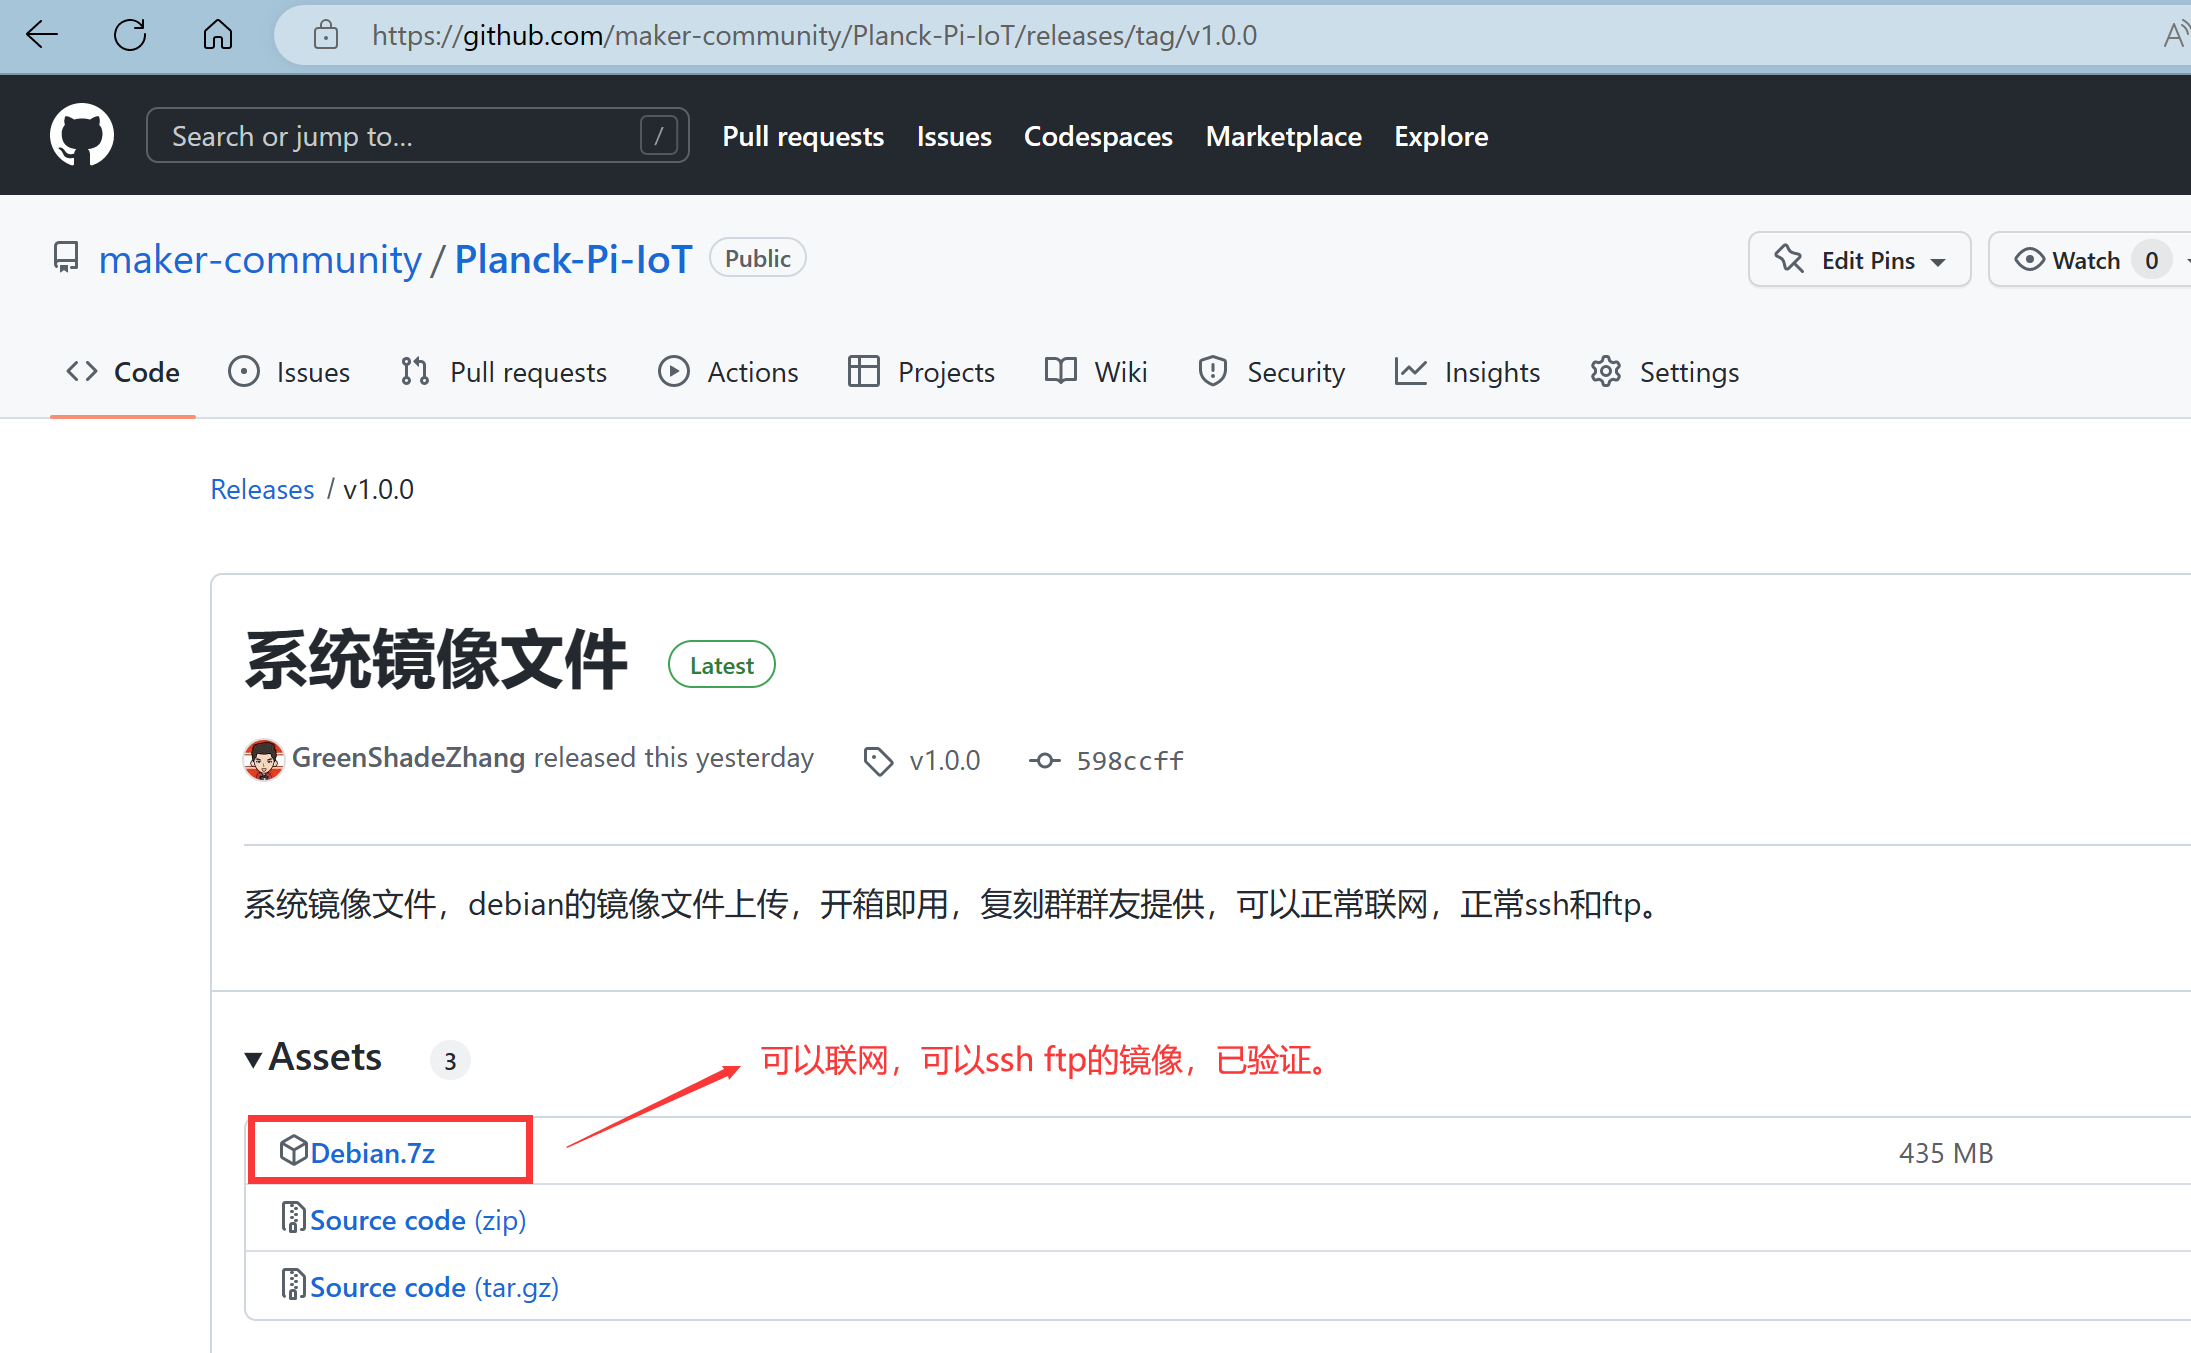 https://github.com/maker-community/Planck-Pi-IoT/releases/tag/v1.0.0
Search or jump to... / Pull requests Issues Codespaces Marketplace Explore
maker-community / Planck-Pi-IoT Public Edit Pins Watch 0
Code Issues Pull requests Actions Projects Wiki Security Insights Settings
Releases / v1.0.0
系统镜像文件 Latest
GreenShadeZhang released this yesterday v1.0.0 598ccff
系统镜像文件，debian的镜像文件上传，开箱即用，复刻群群友提供，可以正常联网，正常ssh和ftp。
Assets 3
可以联网，可以ssh ftp的镜像，已验证。
Debian.7z 435 MB
Source code (zip)
Source code (tar.gz)